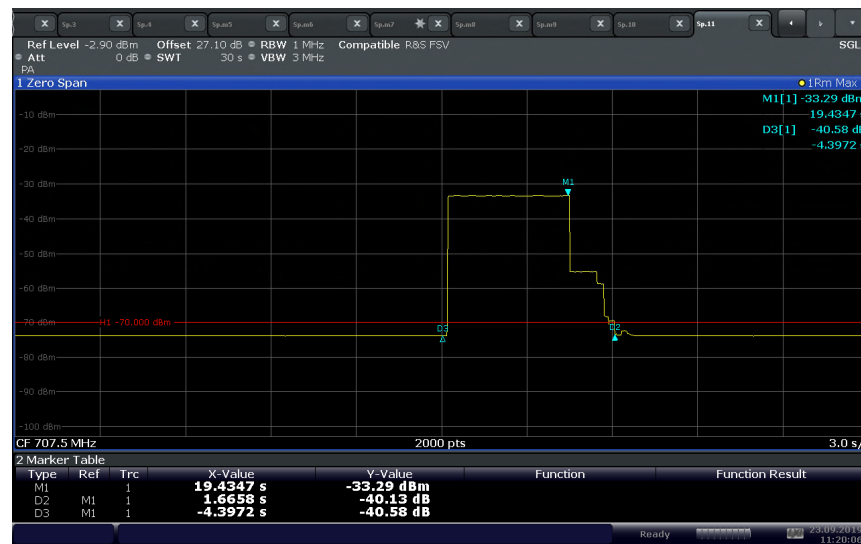 X Sp.3 X Sp.4 X Sp.m5 X Sp.m6 X Sp.m7 X Sp.m8 X Sp.m9 X Sp.10 X Sp.11 X
Ref Level -2.90 dBm Offset 27.10 dB RBW 1 MHz Compatible R&S FSV SGL
Att 0 dB SWT 30 s VBW 3 MHz
PA
1 Zero Span 1Rm Max
M1[1] -33.29 dBm
19.4347
D3[1] -40.58 dB
-4.3972
-10 dBm
-20 dBm
-30 dBm
M1
-40 dBm
-50 dBm
-60 dBm
-70 dBm H1 -70.000 dBm
D3 D2
-80 dBm
-90 dBm
-100 dBm
CF 707.5 MHz 2000 pts 3.0 s/
2 Marker Table
Type Ref Trc X-Value Y-Value Function Function Result
M1 1 19.4347 s -33.29 dBm
D2 M1 1 1.6658 s -40.13 dB
D3 M1 1 -4.3972 s -40.58 dB
Ready 23.09.2019
11:20:06